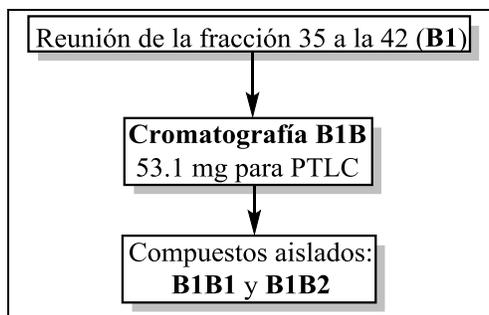 Reunión de la fracción 35 a la 42 (B1)
Cromatografía B1B
53.1 mg para PTLC
Compuestos aislados:
B1B1 y B1B2